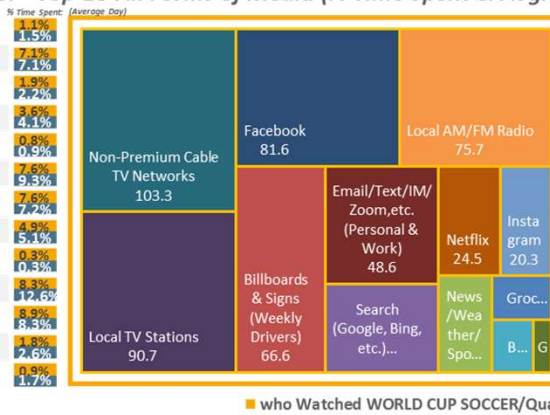 % Time Spent: (Average Day)
1.1%
1.5%
7.1%
7.1%
1.9%
2.2%
3.6%
4.1%
0.8%
0.9%
7.6%
9.3%
7.6%
7.2%
4.9%
5.1%
0.3%
0.3%
8.3%
12.6%
8.9%
8.3%
1.8%
2.6%
0.9%
1.7%
Non-Premium Cable
TV Networks
103.3
Local TV Stations
90.7
Facebook
81.6
Local AM/FM Radio
75.7
Billboards
& Signs
(Weekly
Drivers)
66.6
Email/Text/IM/
Zoom,etc.
(Personal &
Work)
48.6
Search
(Google, Bing,
etc.)...
Netflix
24.5
Insta
gram
20.3
News
/Wea
ther/
Spo...
Groc...
B...
G
who Watched WORLD CUP SOCCER/Qua